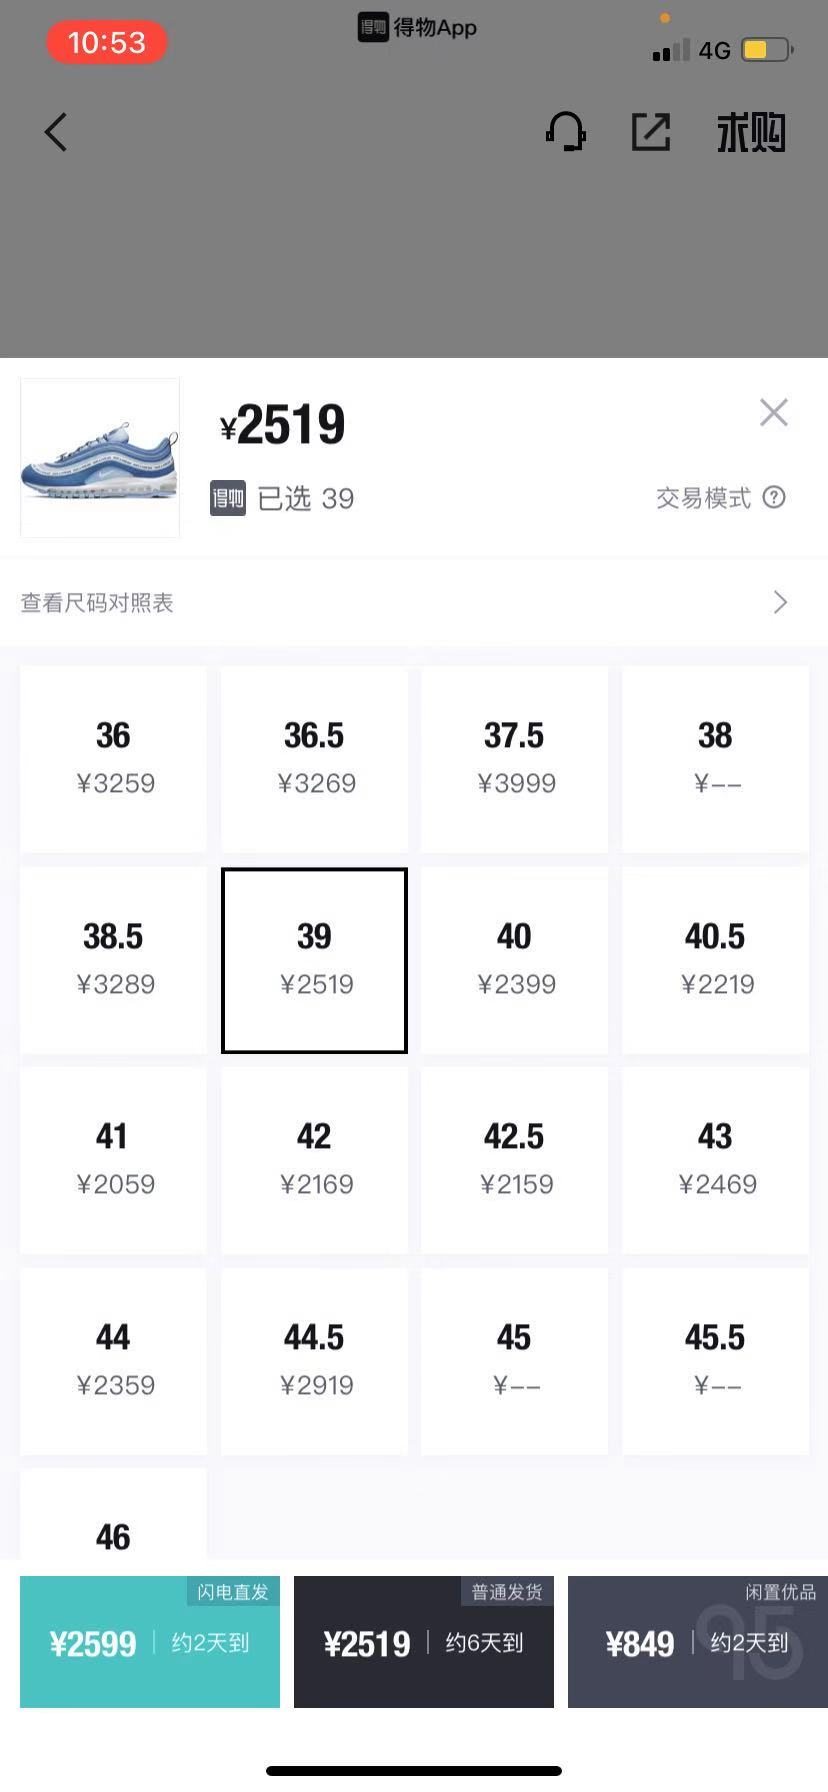 10:53
得物 得物App
4G
求购
¥2519
得物 已选 39
交易模式 ?
查看尺码对照表
36 36.5 37.5 38
¥3259 ¥3269 ¥3999 ¥--
38.5 39 40 40.5
¥3289 ¥2519 ¥2399 ¥2219
41 42 42.5 43
¥2059 ¥2169 ¥2159 ¥2469
44 44.5 45 45.5
¥2359 ¥2919 ¥-- ¥--
46
闪电直发 普通发货 闲置优品
¥2599 约2天到 ¥2519 约6天到 ¥849 约2天到
95